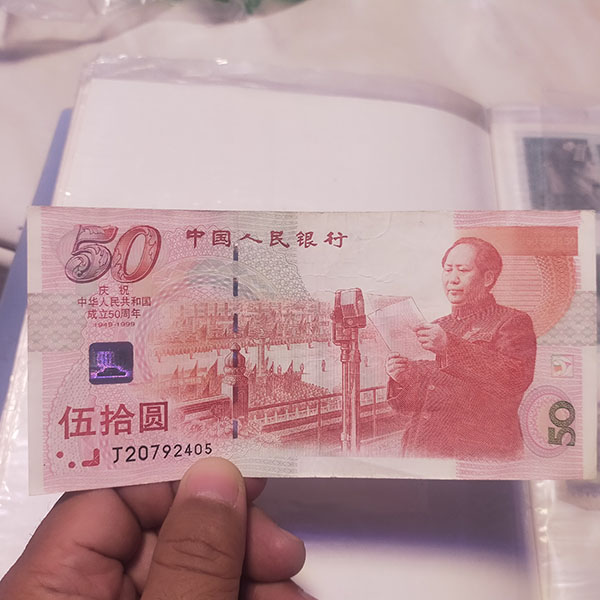 50
中国人民银行
庆祝
中华人民共和国
成立50周年
1949-1999
伍拾圆
J20792405
50